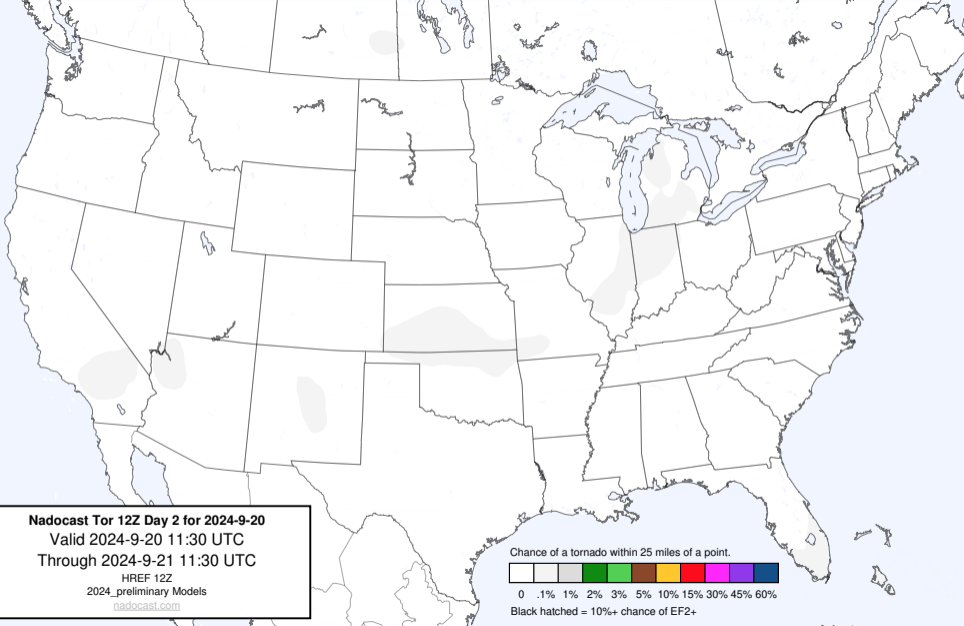 Nadocast Tor 12Z Day 2 for 2024-9-20
Valid 2024-9-20 11:30 UTC
Through 2024-9-21 11:30 UTC
HREF 12Z
2024_preliminary Models
nadocast.com
Chance of a tornado within 25 miles of a point.
0 .1% 1% 2% 3% 5% 10% 15% 30% 45% 60%
Black hatched = 10%+ chance of EF2+